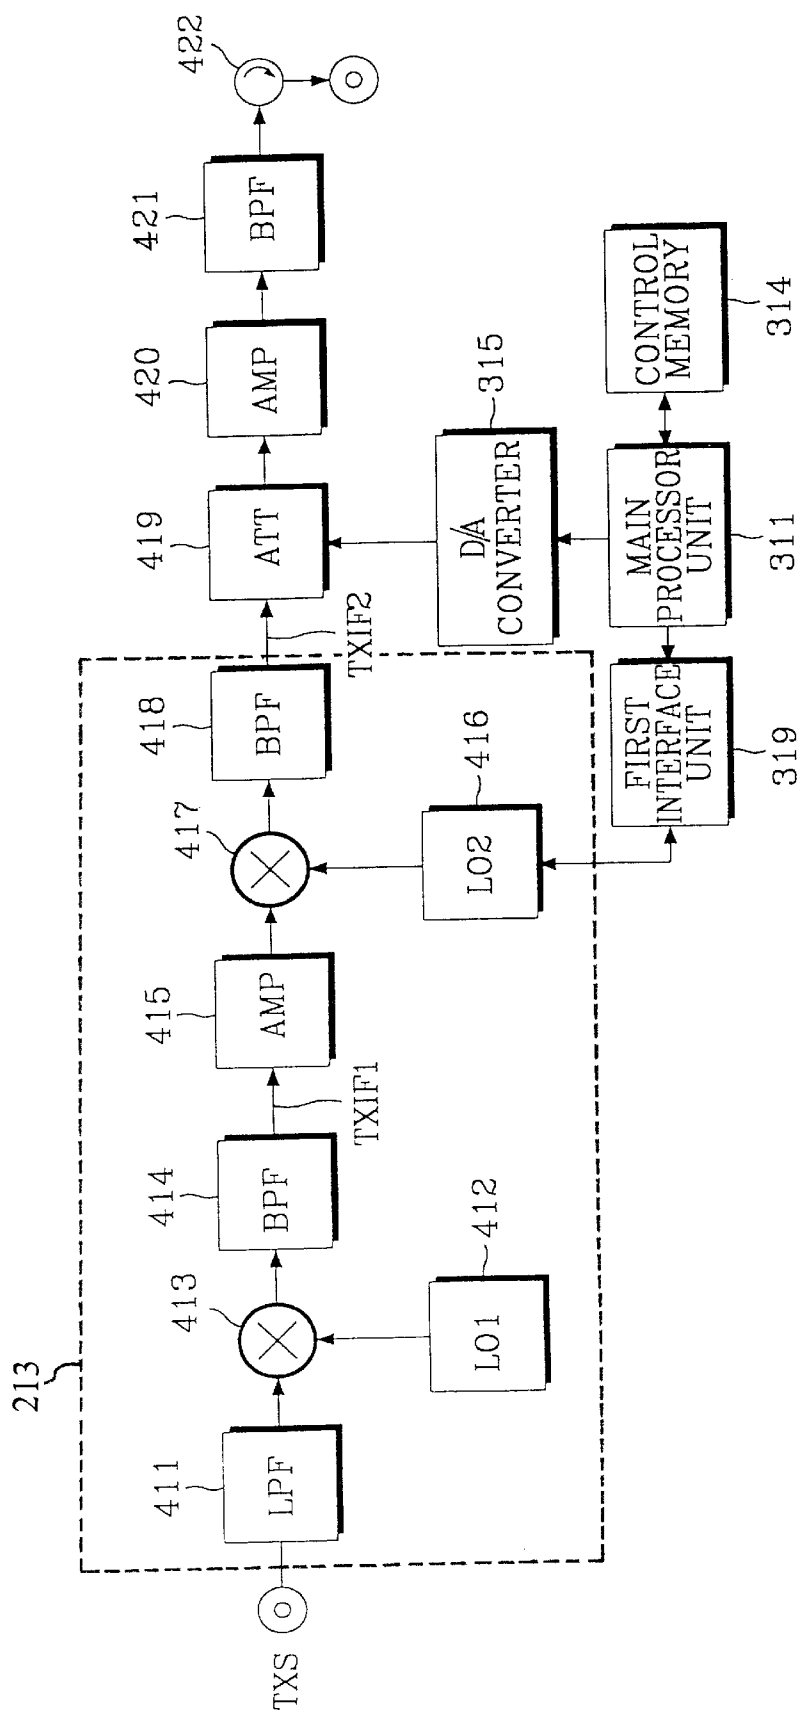 213
TXS
411
LPF
413
412
LO1
414
BPF
TXIF1
415
AMP
417
416
LO2
418
BPF
TXIF2
419
ATT
420
AMP
421
BPF
422
315
D/A
CONVERTER
319
FIRST
INTERFACE
UNIT
311
MAIN
PROCESSOR
UNIT
314
CONTROL
MEMORY